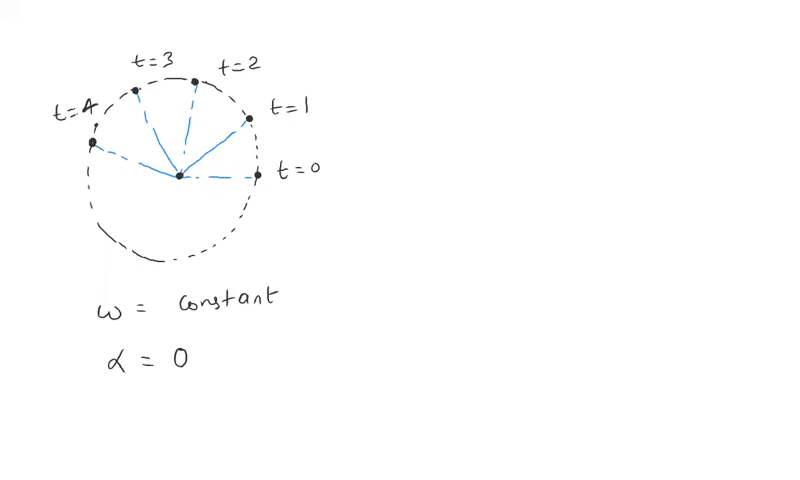 t=3
t=2
t=4
t=1
t=0
ω = constant
α = 0